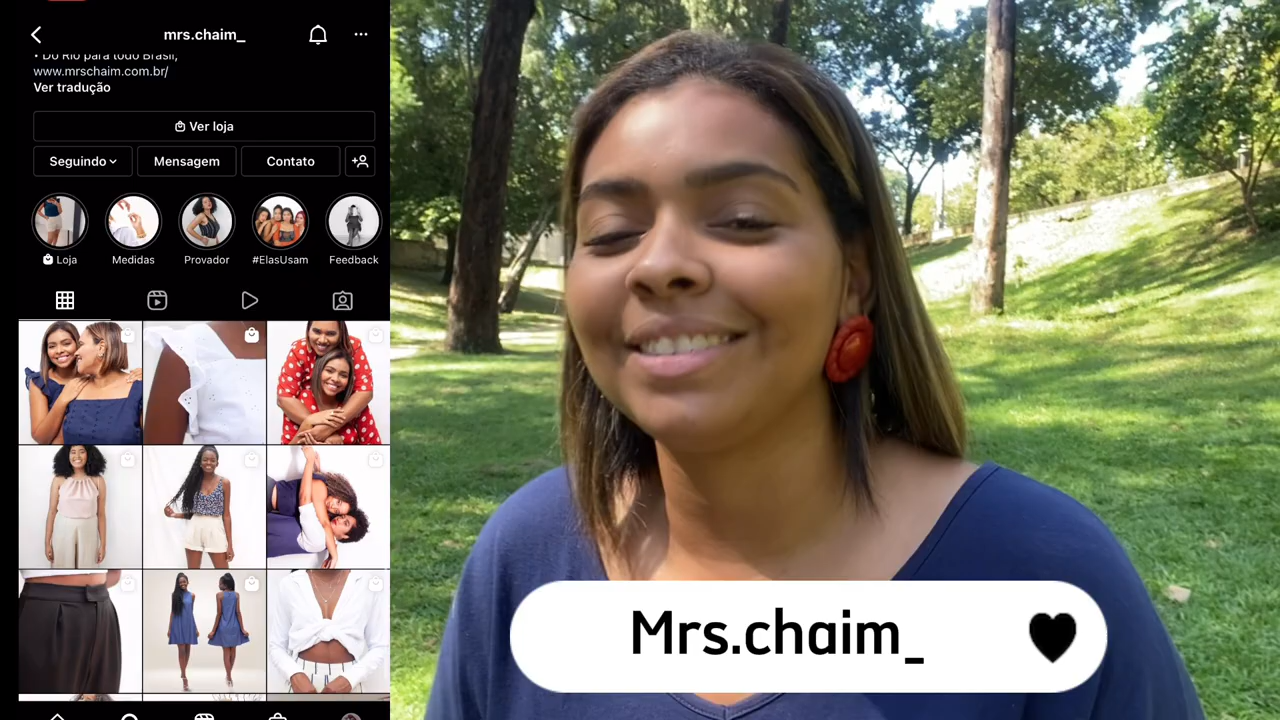 mrs.chaim_
• Do Rio para todo Brasil,
www.mrschaim.com.br/
Ver tradução
Ver loja
Seguindo
Mensagem
Contato
Loja
Medidas
Provador
#ElasUsam
Feedback
Mrs.chaim_